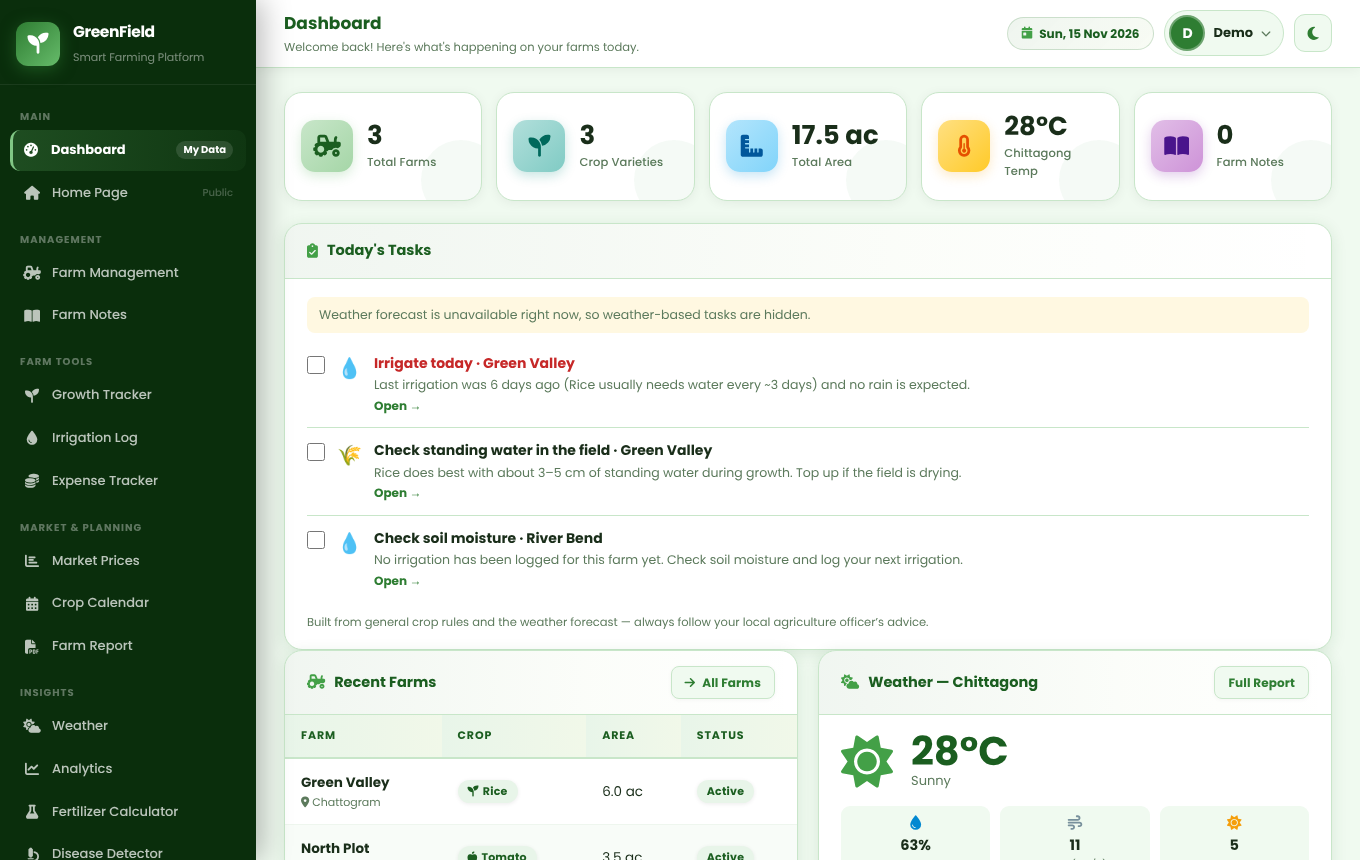 GreenField
Smart Farming Platform
MAIN
Dashboard My Data
Home Page Public
MANAGEMENT
Farm Management
Farm Notes
FARM TOOLS
Growth Tracker
Irrigation Log
Expense Tracker
MARKET & PLANNING
Market Prices
Crop Calendar
Farm Report
INSIGHTS
Weather
Analytics
Fertilizer Calculator
Disease Detector
Dashboard
Welcome back! Here's what's happening on your farms today.
Sun, 15 Nov 2026
D Demo
3
Total Farms
3
Crop Varieties
17.5 ac
Total Area
28°C
Chittagong
Temp
0
Farm Notes
Today's Tasks
Weather forecast is unavailable right now, so weather-based tasks are hidden.
Irrigate today · Green Valley
Last irrigation was 6 days ago (Rice usually needs water every ~3 days) and no rain is expected.
Open →
Check standing water in the field · Green Valley
Rice does best with about 3–5 cm of standing water during growth. Top up if the field is drying.
Open →
Check soil moisture · River Bend
No irrigation has been logged for this farm yet. Check soil moisture and log your next irrigation.
Open →
Built from general crop rules and the weather forecast — always follow your local agriculture officer's advice.
Recent Farms
→ All Farms
FARM CROP AREA STATUS
Green Valley
Chattogram
Rice
6.0 ac
Active
North Plot
Tomato
3.5 ac
Active
Weather — Chittagong
Full Report
28°C
Sunny
63%
11
5